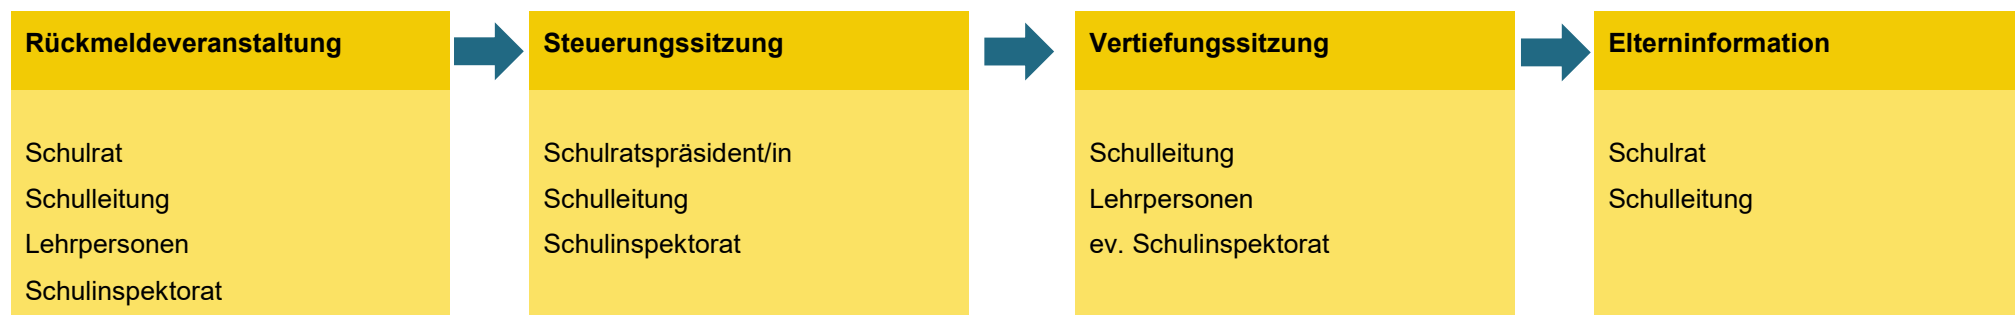 Rückmeldeveranstaltung
Schulrat
Schulleitung
Lehrpersonen
Schulinspektorat
Steuerungssitzung
Schulratspräsident/in
Schulleitung
Schulinspektorat
Vertiefungssitzung
Schulleitung
Lehrpersonen
ev. Schulinspektorat
Elterninformation
Schulrat
Schulleitung